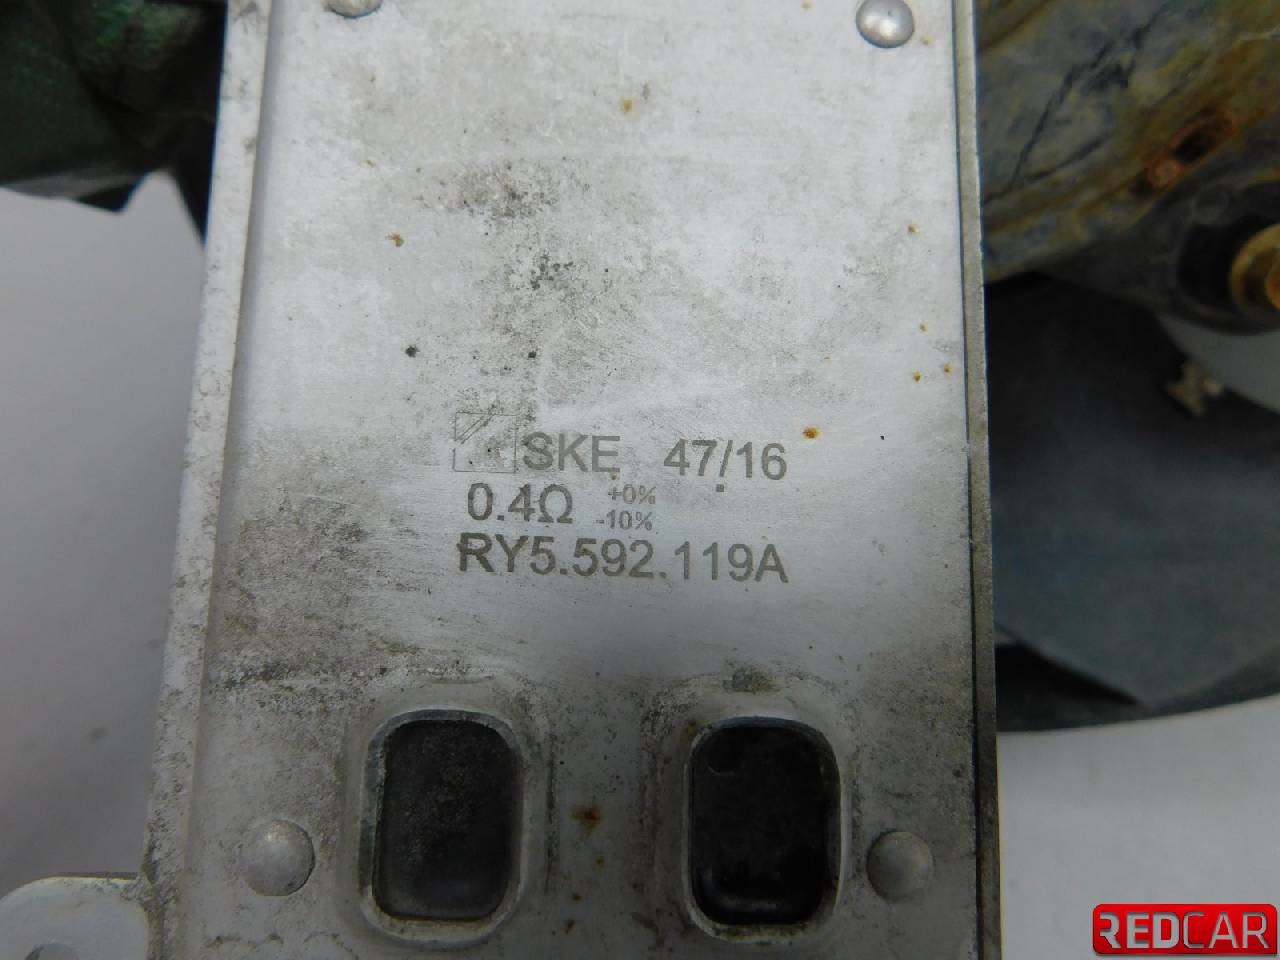 SKE 47/16
0.4Ω +0% -10%
RY5.592.119A
REDCAR